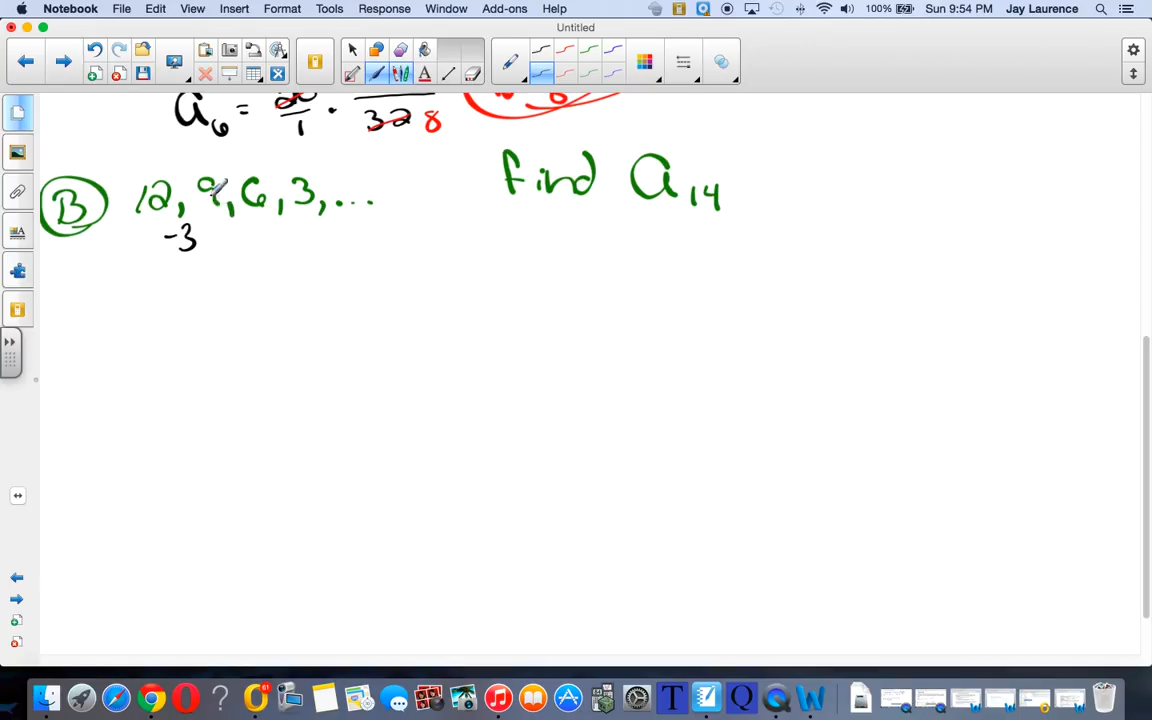 Notebook File Edit View Insert Format Tools Response Window Add-ons Help 100% Sun 9:54 PM Jay Laurence
Untitled
a₆ = /1 · /32 8
B 12, 9, 6, 3, ... find a₁₄
-3